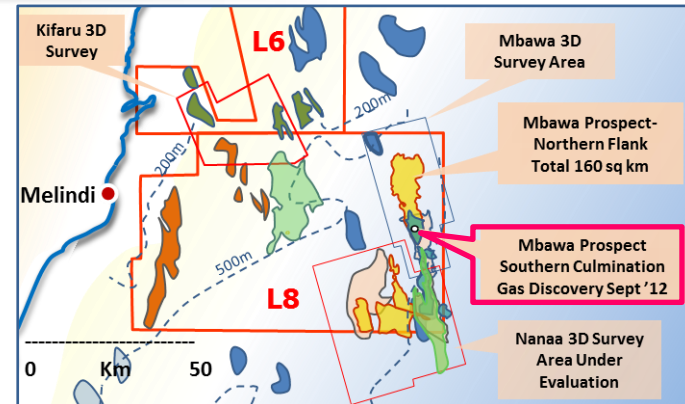 Kifaru 3D
Survey
L6
Mbawa 3D
Survey Area
200m
Mbawa Prospect-
Northern Flank
Total 160 sq km
200m
Melindi
Mbawa Prospect
Southern Culmination
Gas Discovery Sept ’12
500m
L8
Nanaa 3D Survey
Area Under
Evaluation
0 Km 50